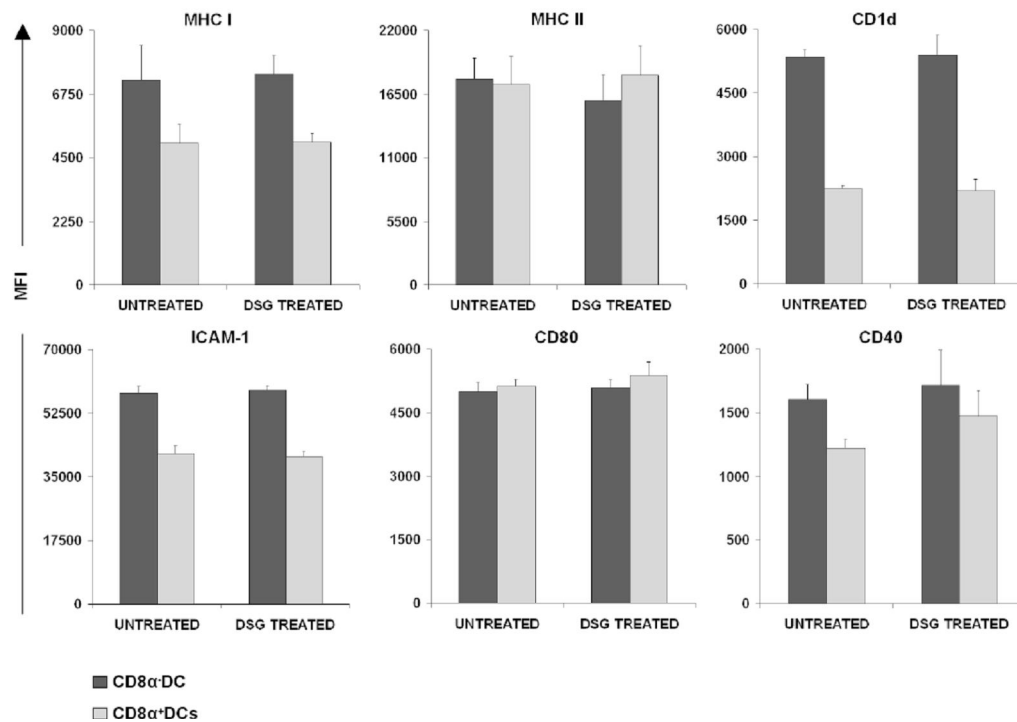 MHC I
9000
6750
4500
2250
0
UNTREATED DSG TREATED
MHC II
22000
16500
11000
5500
0
UNTREATED DSG TREATED
CD1d
6000
4500
3000
1500
0
UNTREATED DSG TREATED
MFI
ICAM-1
70000
52500
35000
17500
0
UNTREATED DSG TREATED
CD80
6000
4500
3000
1500
0
UNTREATED DSG TREATED
CD40
2000
1500
1000
500
0
UNTREATED DSG TREATED
CD8α⁻DC
CD8α⁺DCs